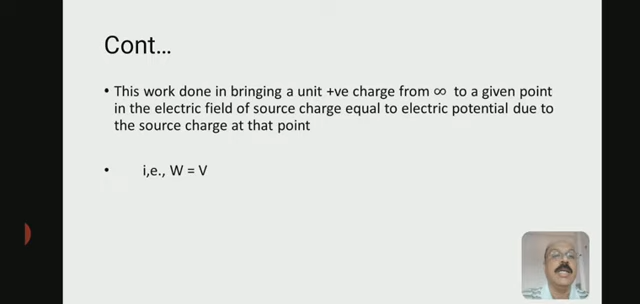 Cont...
• This work done in bringing a unit +ve charge from ∞ to a given point
in the electric field of source charge equal to electric potential due to
the source charge at that point
• i,e., W = V